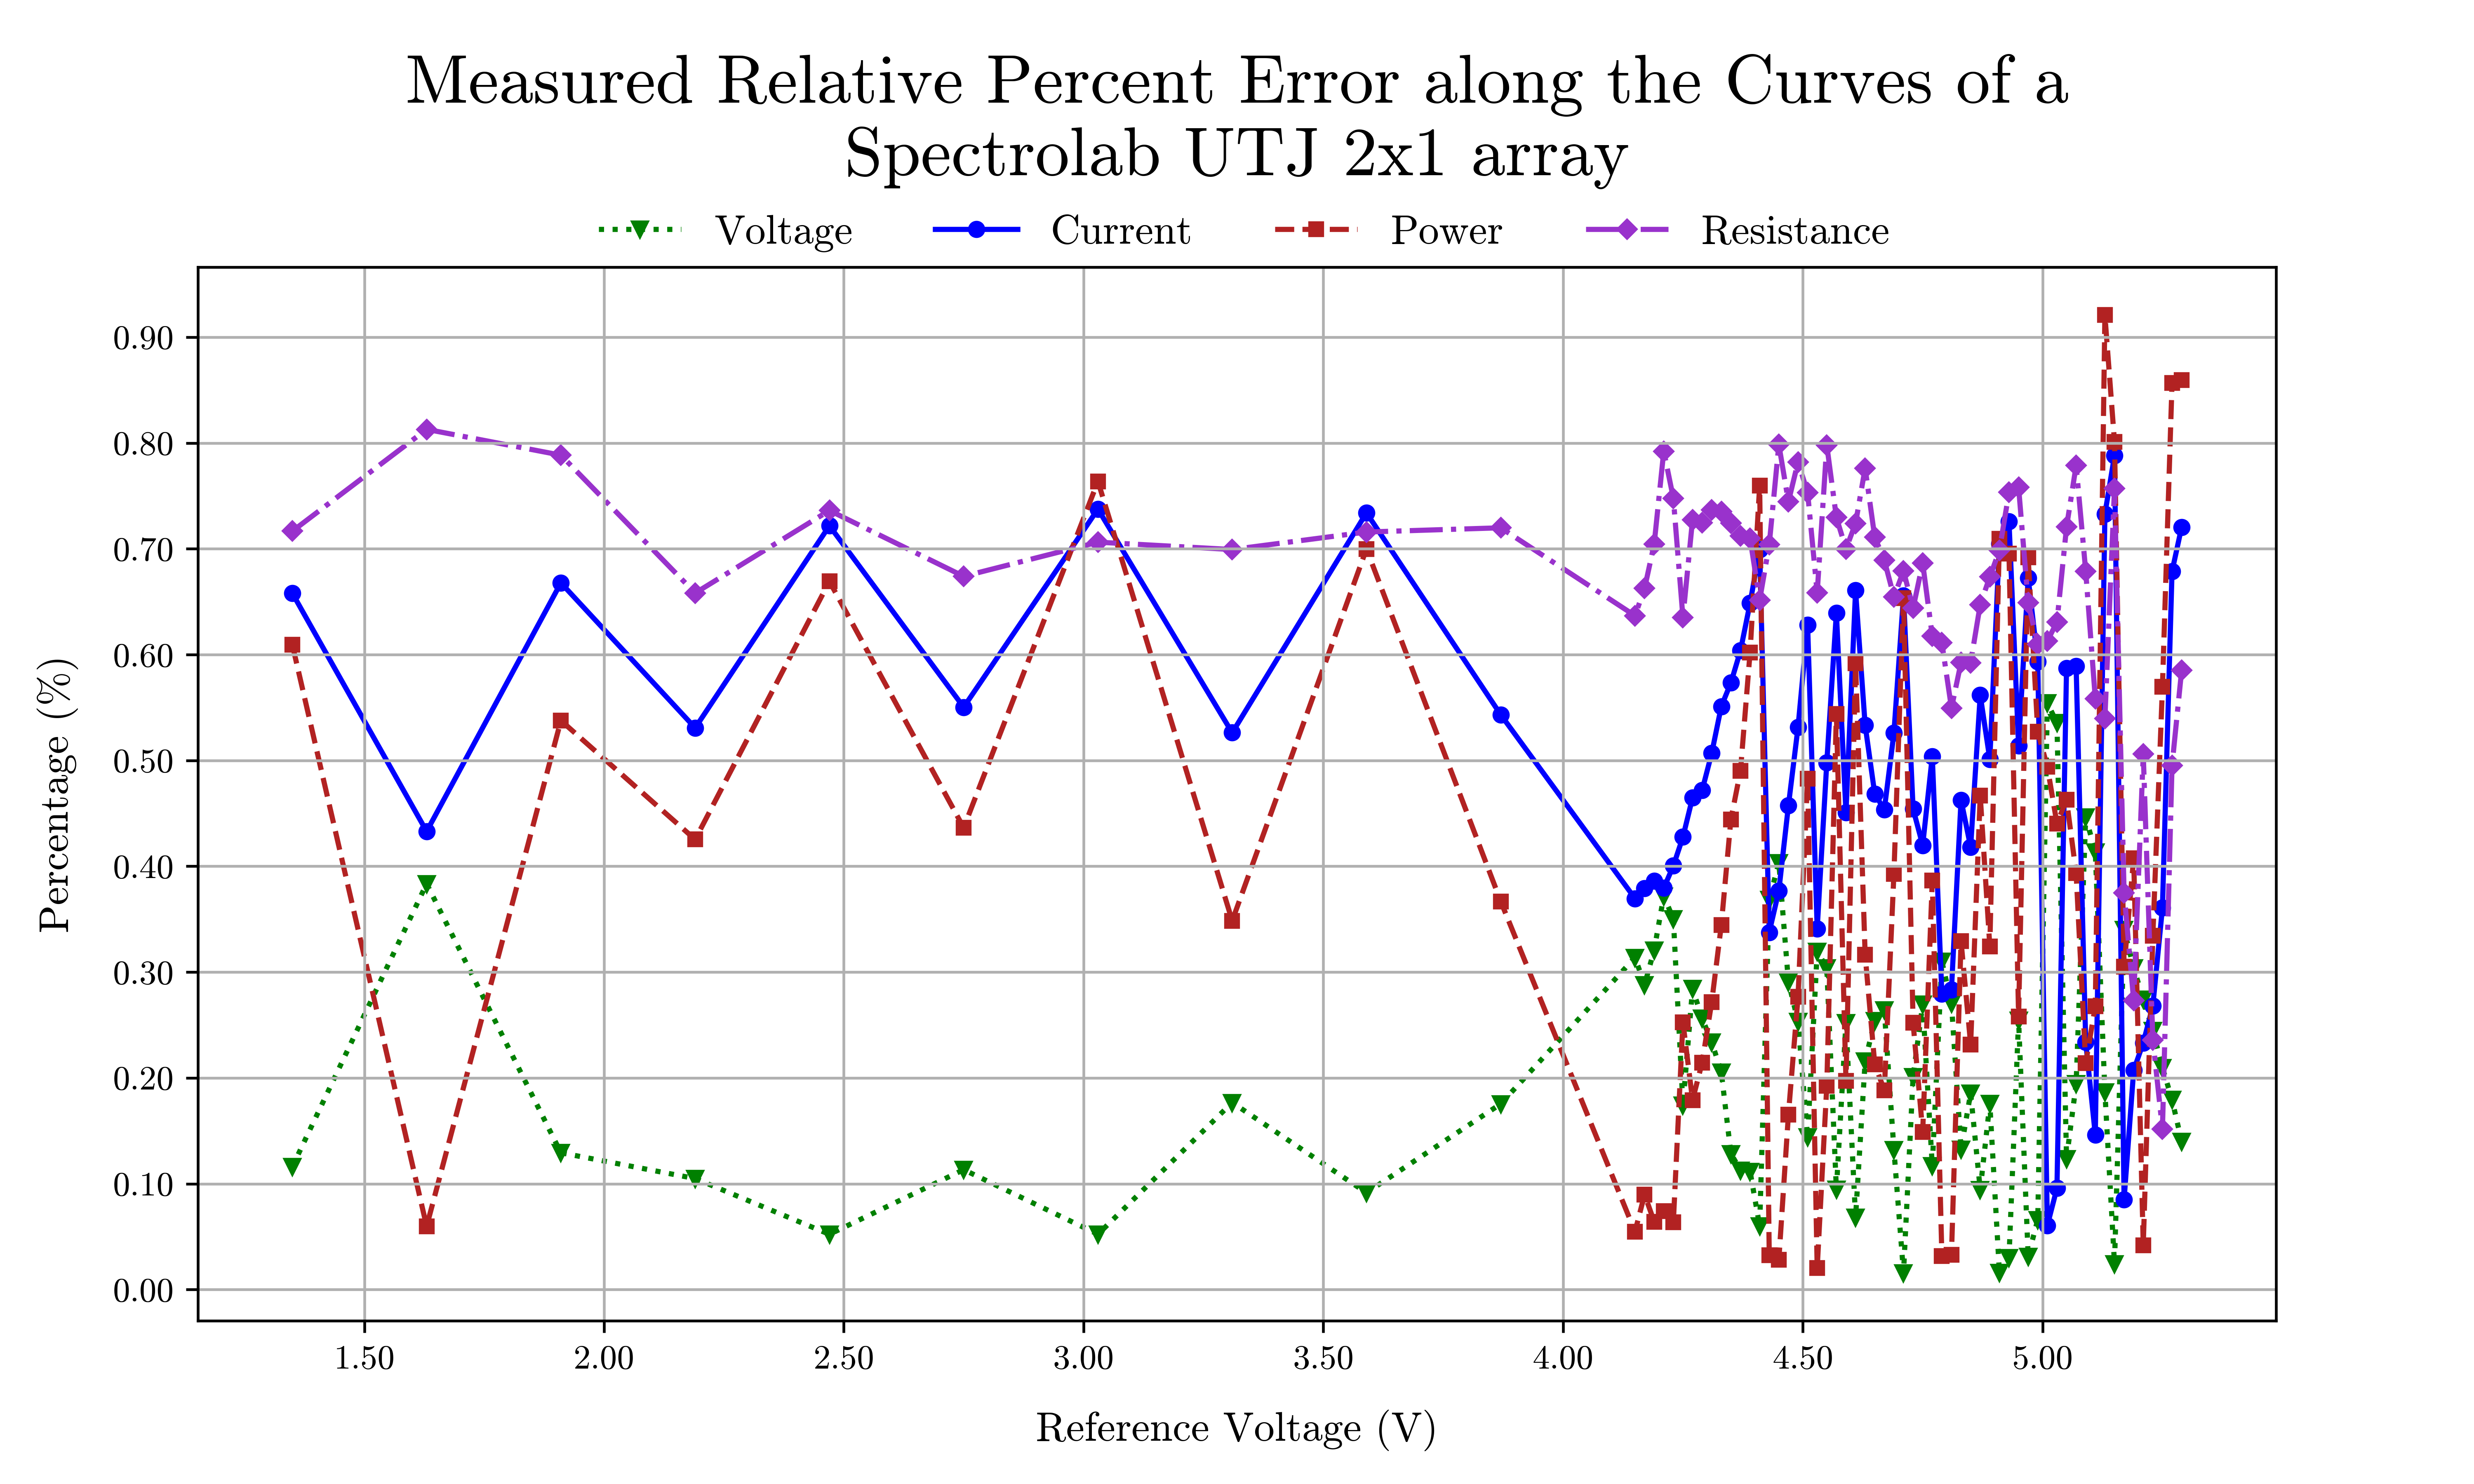 Measured Relative Percent Error along the Curves of a
Spectrolab UTJ 2x1 array
Voltage Current Power Resistance
0.90
0.80
0.70
0.60
0.50
0.40
0.30
0.20
0.10
0.00
Percentage (%)
1.50 2.00 2.50 3.00 3.50 4.00 4.50 5.00
Reference Voltage (V)